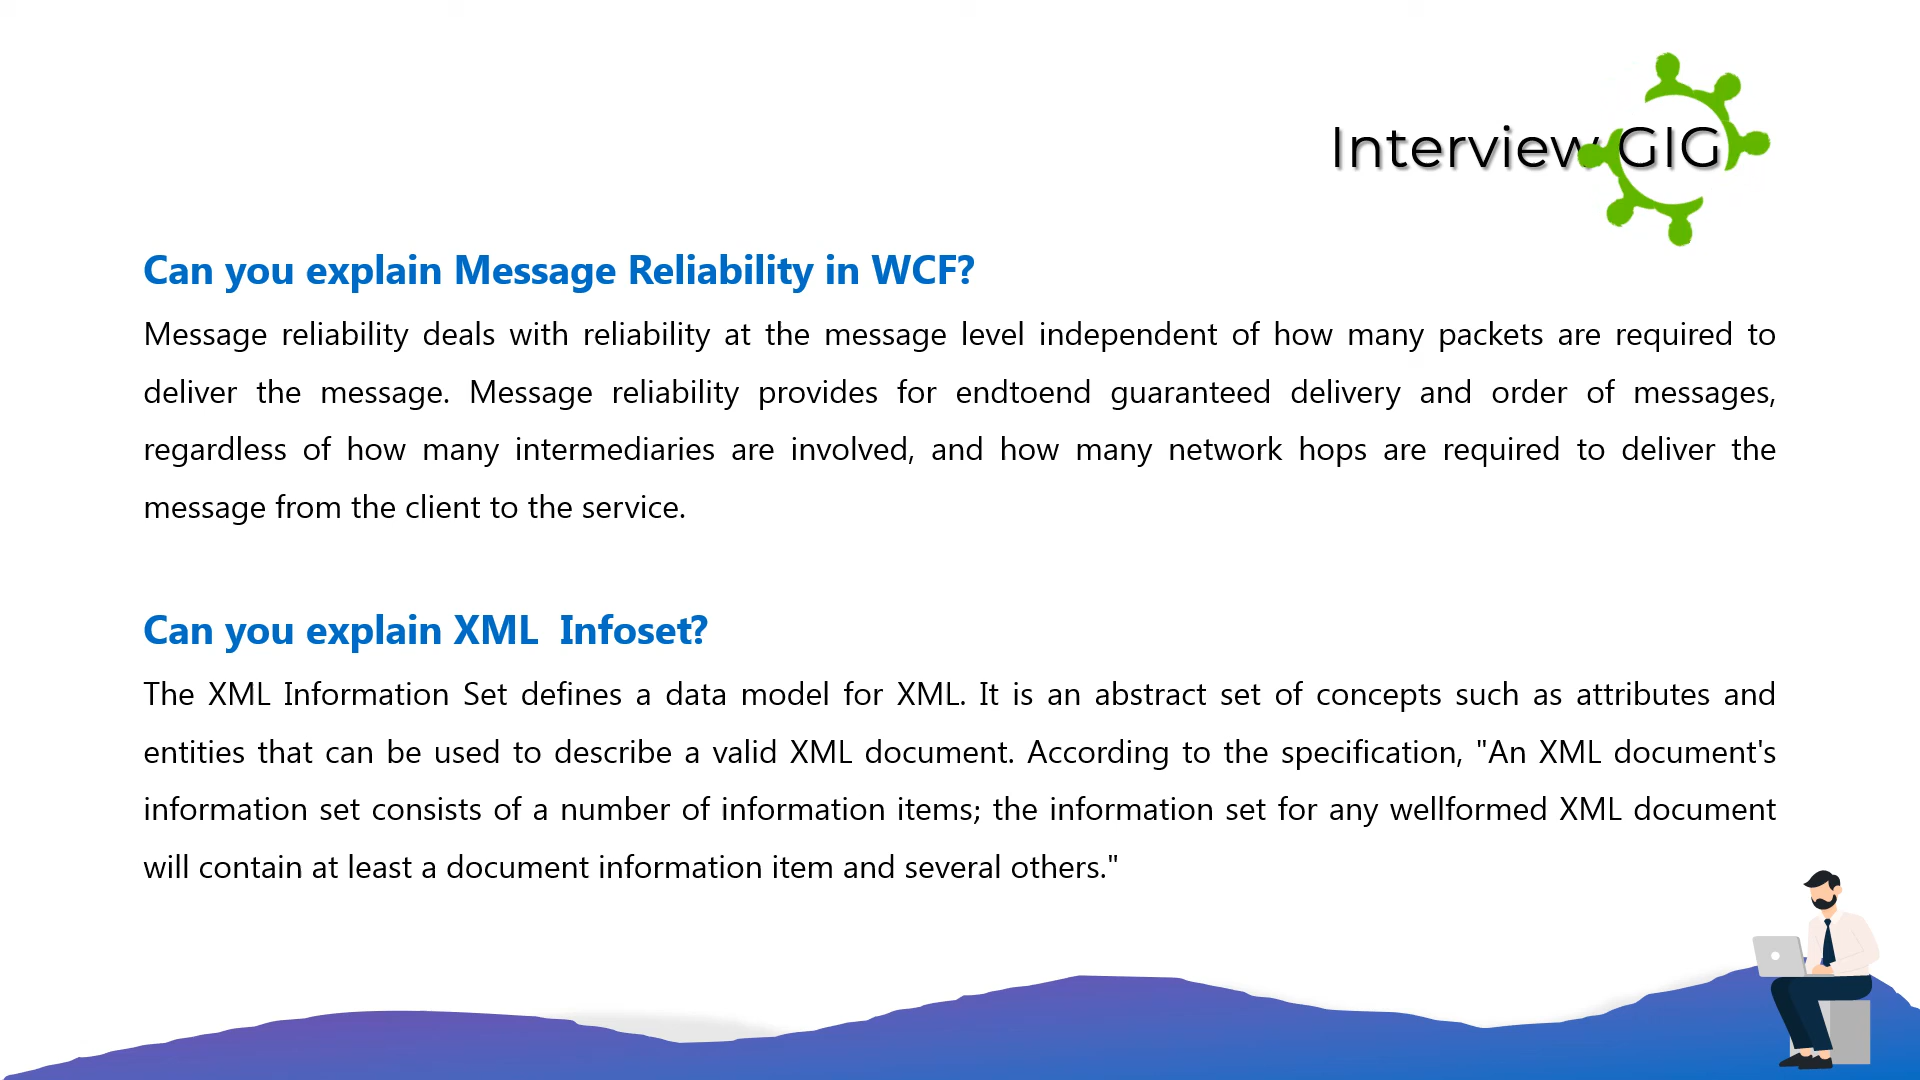 Interview GIG
Can you explain Message Reliability in WCF?
Message reliability deals with reliability at the message level independent of how many packets are required to
deliver the message. Message reliability provides for endtoend guaranteed delivery and order of messages,
regardless of how many intermediaries are involved, and how many network hops are required to deliver the
message from the client to the service.
Can you explain XML  Infoset?
The XML Information Set defines a data model for XML. It is an abstract set of concepts such as attributes and
entities that can be used to describe a valid XML document. According to the specification, "An XML document's
information set consists of a number of information items; the information set for any wellformed XML document
will contain at least a document information item and several others."